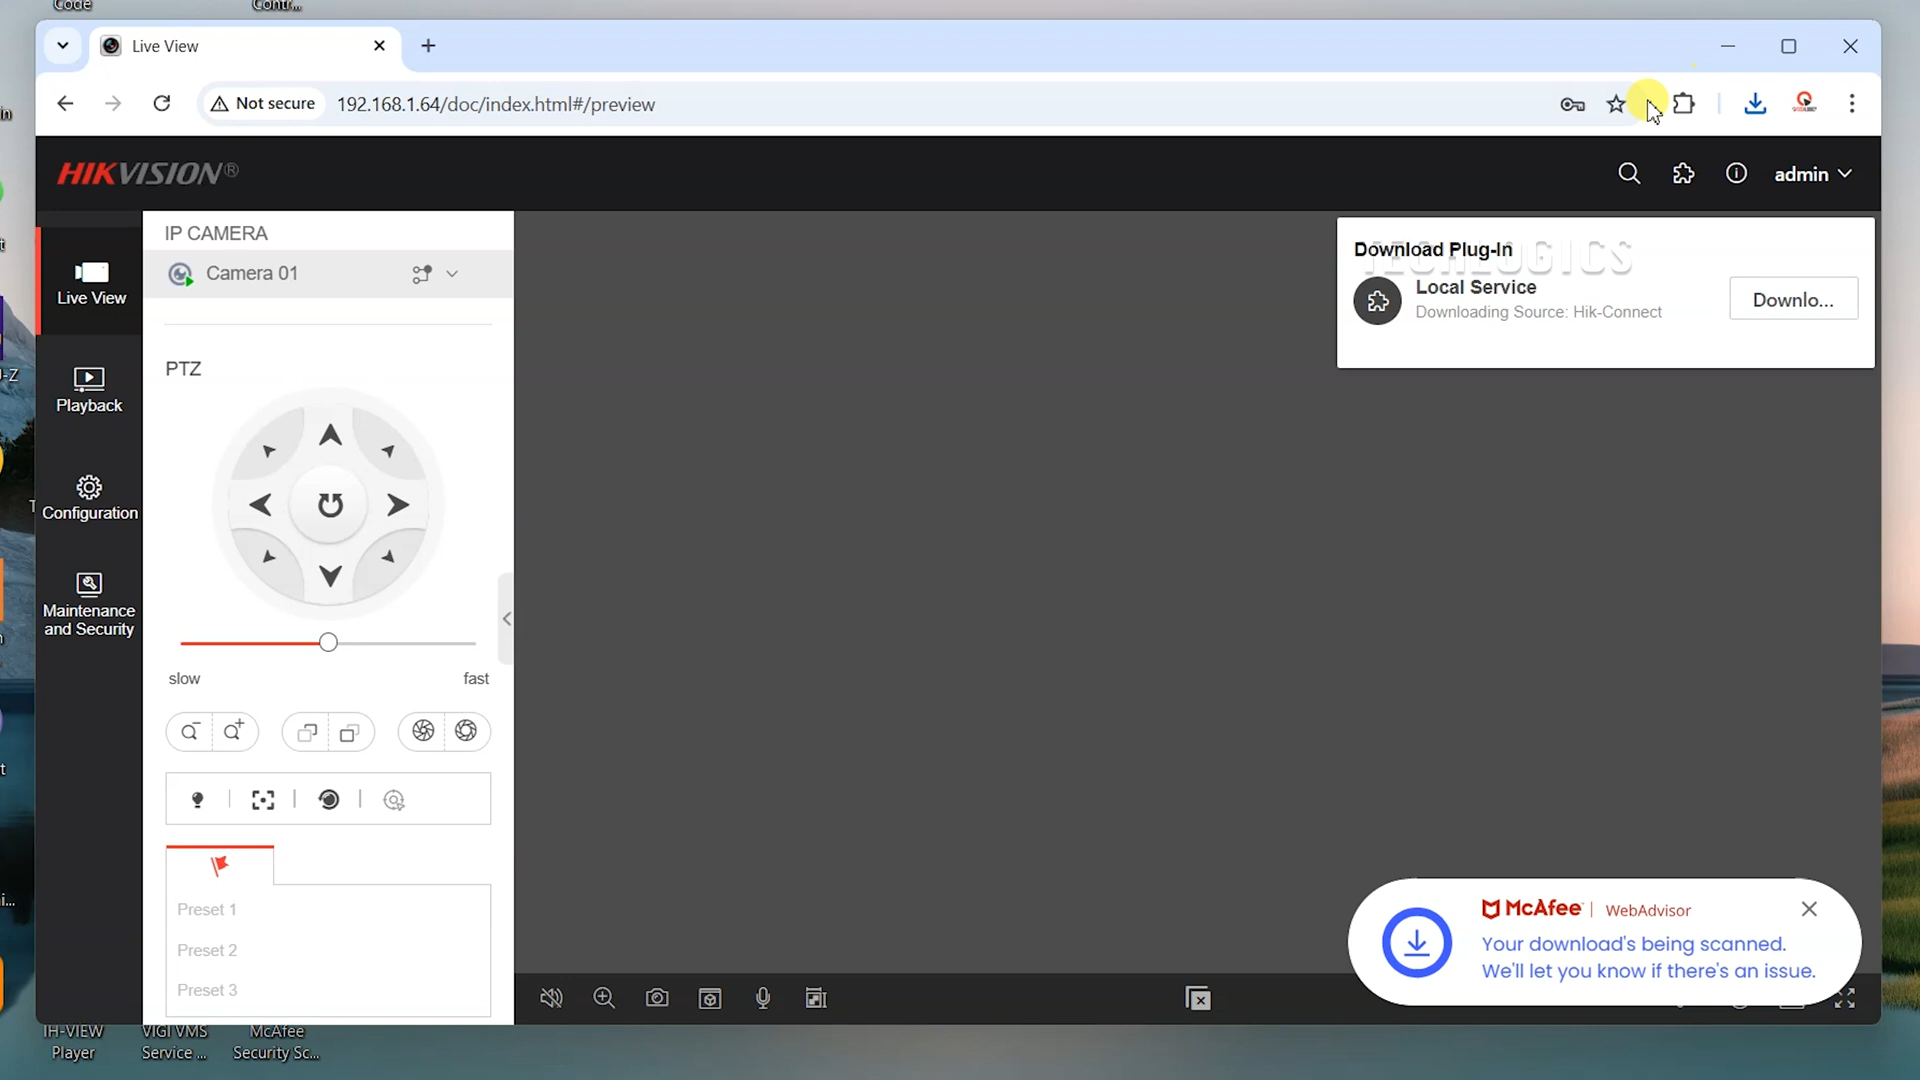 Code
Contr...
Live View
Not secure
192.168.1.64/doc/index.html#/preview
HIKVISION®
admin
IP CAMERA
Camera 01
Live View
Playback
Configuration
Maintenance
and Security
PTZ
slow
fast
Preset 1
Preset 2
Preset 3
Download Plug-In
TECHLOGICS
Local Service
Downloading Source: Hik-Connect
Downlo...
McAfee | WebAdvisor
Your download's being scanned.
We'll let you know if there's an issue.
IH-VIEW
Player
VIGI VMS
Service ...
McAfee
Security Sc...